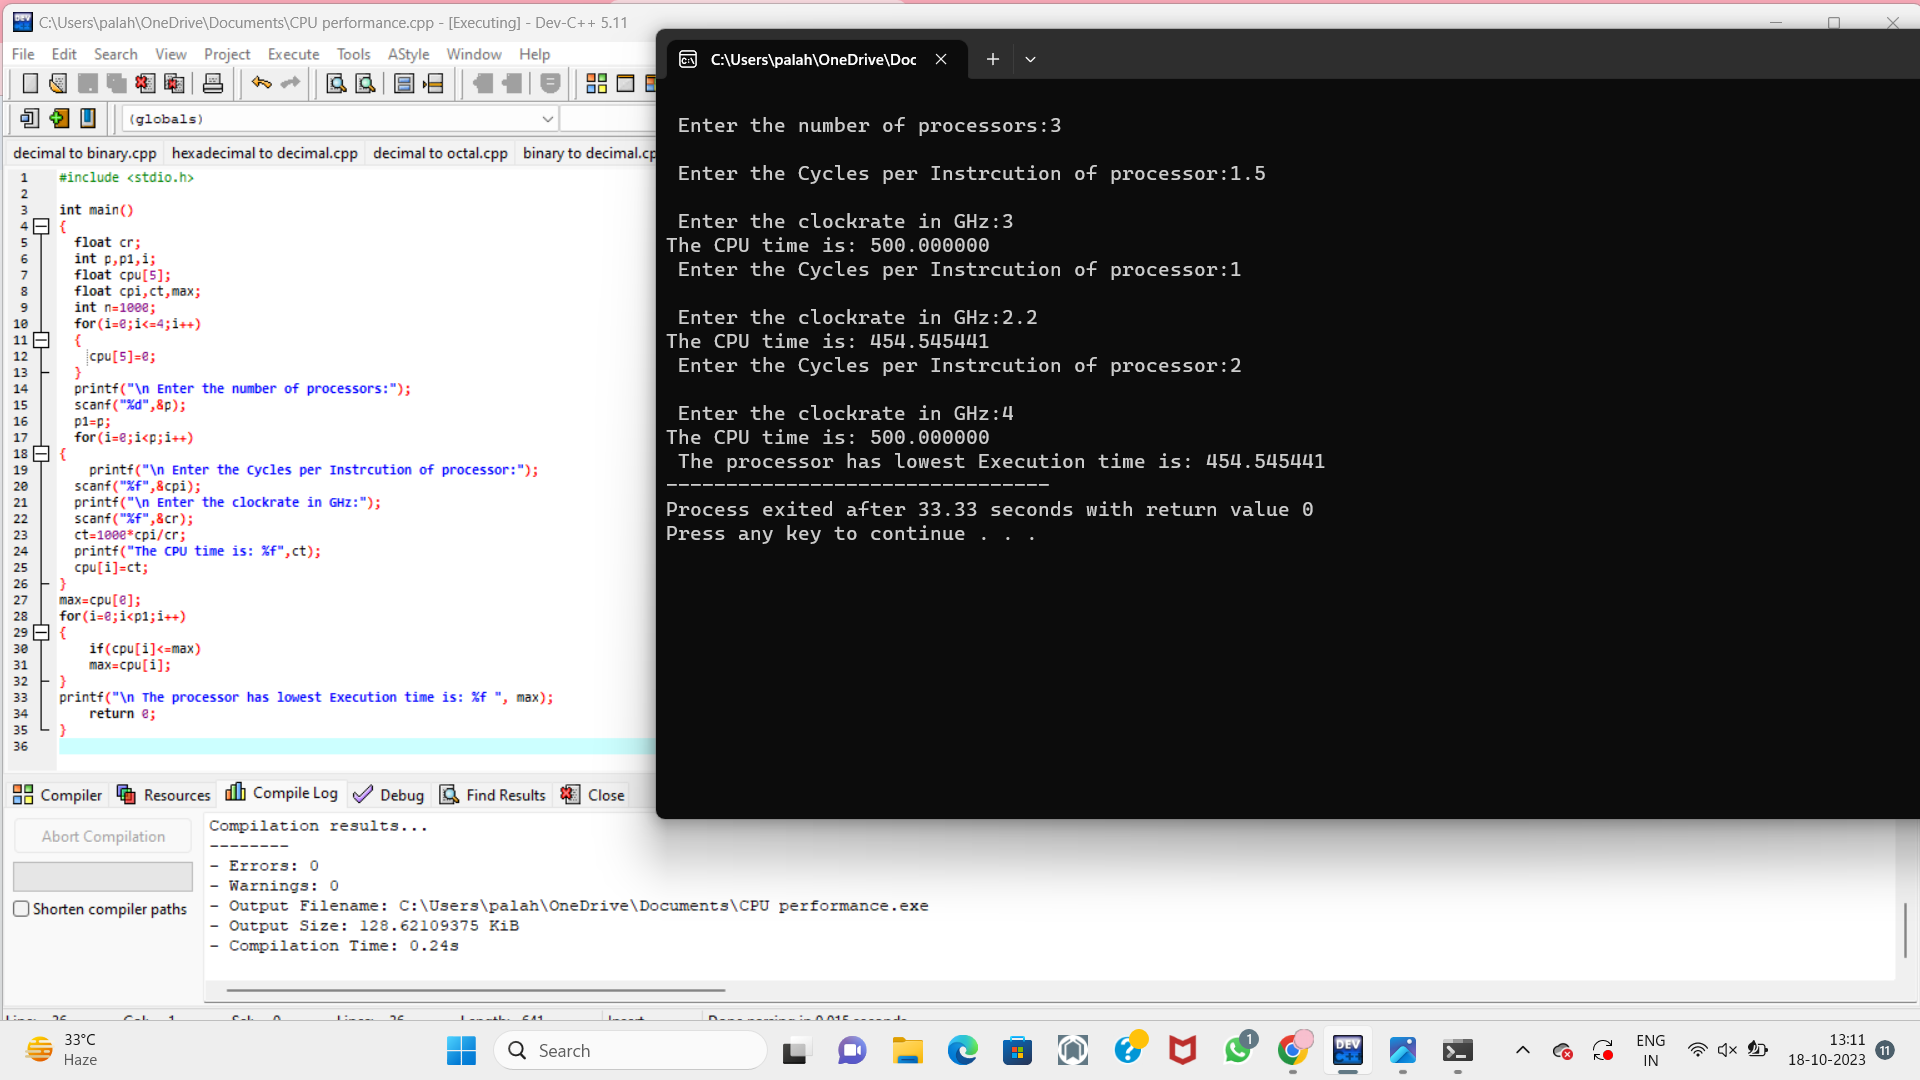 C:\Users\palah\OneDrive\Documents\CPU performance.cpp - [Executing] - Dev-C++ 5.11
File Edit Search View Project Execute Tools AStyle Window Help
(globals)
decimal to binary.cpp hexadecimal to decimal.cpp decimal to octal.cpp binary to decimal.cp
1 #include <stdio.h>
2
3 int main()
4 {
5 float cr;
6 int p,p1,i;
7 float cpu[5];
8 float cpi,ct,max;
9 int n=1000;
10 for(i=0;i<=4;i++)
11 {
12 cpu[5]=0;
13 }
14 printf("\n Enter the number of processors:");
15 scanf("%d",&p);
16 p1=p;
17 for(i=0;i<p;i++)
18 {
19 printf("\n Enter the Cycles per Instrcution of processor:");
20 scanf("%f",&cpi);
21 printf("\n Enter the clockrate in GHz:");
22 scanf("%f",&cr);
23 ct=1000*cpi/cr;
24 printf("The CPU time is: %f",ct);
25 cpu[i]=ct;
26 }
27 max=cpu[0];
28 for(i=0;i<p1;i++)
29 {
30 if(cpu[i]<=max)
31 max=cpu[i];
32 }
33 printf("\n The processor has lowest Execution time is: %f ", max);
34 return 0;
35 }
36
C:\Users\palah\OneDrive\Doc
Enter the number of processors:3
Enter the Cycles per Instrcution of processor:1.5
Enter the clockrate in GHz:3
The CPU time is: 500.000000
Enter the Cycles per Instrcution of processor:1
Enter the clockrate in GHz:2.2
The CPU time is: 454.545441
Enter the Cycles per Instrcution of processor:2
Enter the clockrate in GHz:4
The CPU time is: 500.000000
The processor has lowest Execution time is: 454.545441
--------------------------------
Process exited after 33.33 seconds with return value 0
Press any key to continue . . .
Compiler Resources Compile Log Debug Find Results Close
Abort Compilation
Shorten compiler paths
Compilation results...
--------
- Errors: 0
- Warnings: 0
- Output Filename: C:\Users\palah\OneDrive\Documents\CPU performance.exe
- Output Size: 128.62109375 KiB
- Compilation Time: 0.24s
33°C
Haze
Search
DEV
C++
1
ENG
IN
13:11
18-10-2023
11